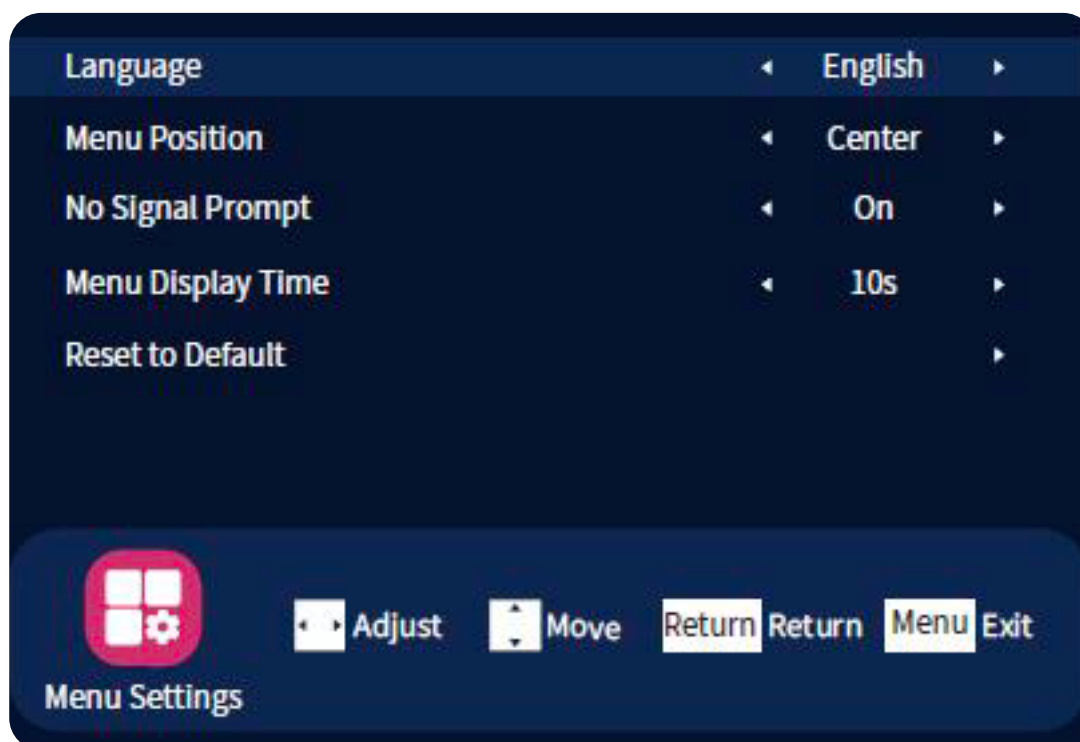 Language English
Menu Position Center
No Signal Prompt On
Menu Display Time 10s
Reset to Default
Adjust Move Return Return Menu Exit
Menu Settings